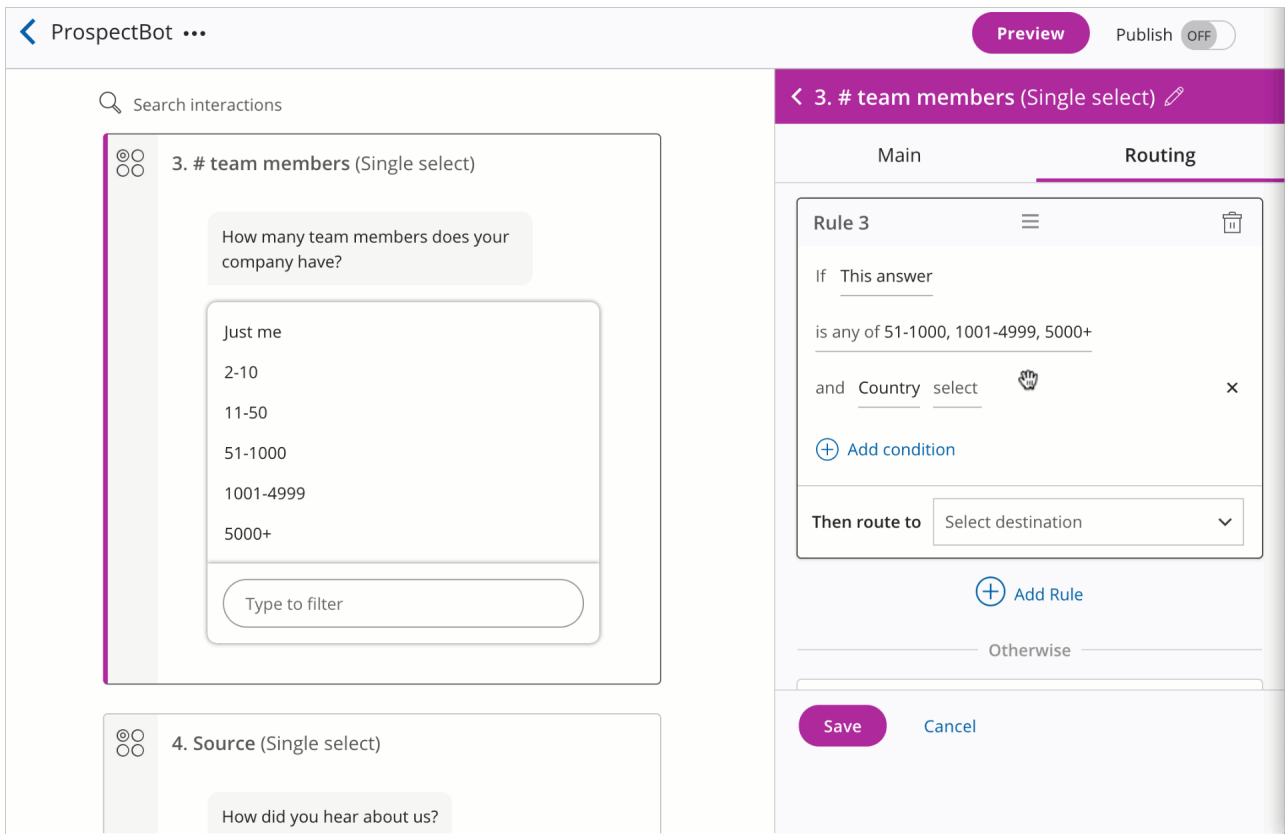 ProspectBot •••
Preview
Publish OFF
Search interactions
3. # team members (Single select)
How many team members does your
company have?
Just me
2-10
11-50
51-1000
1001-4999
5000+
Type to filter
4. Source (Single select)
How did you hear about us?
3. # team members (Single select)
Main
Routing
Rule 3
If This answer
is any of 51-1000, 1001-4999, 5000+
and Country select
Add condition
Then route to Select destination
Add Rule
Otherwise
Save
Cancel